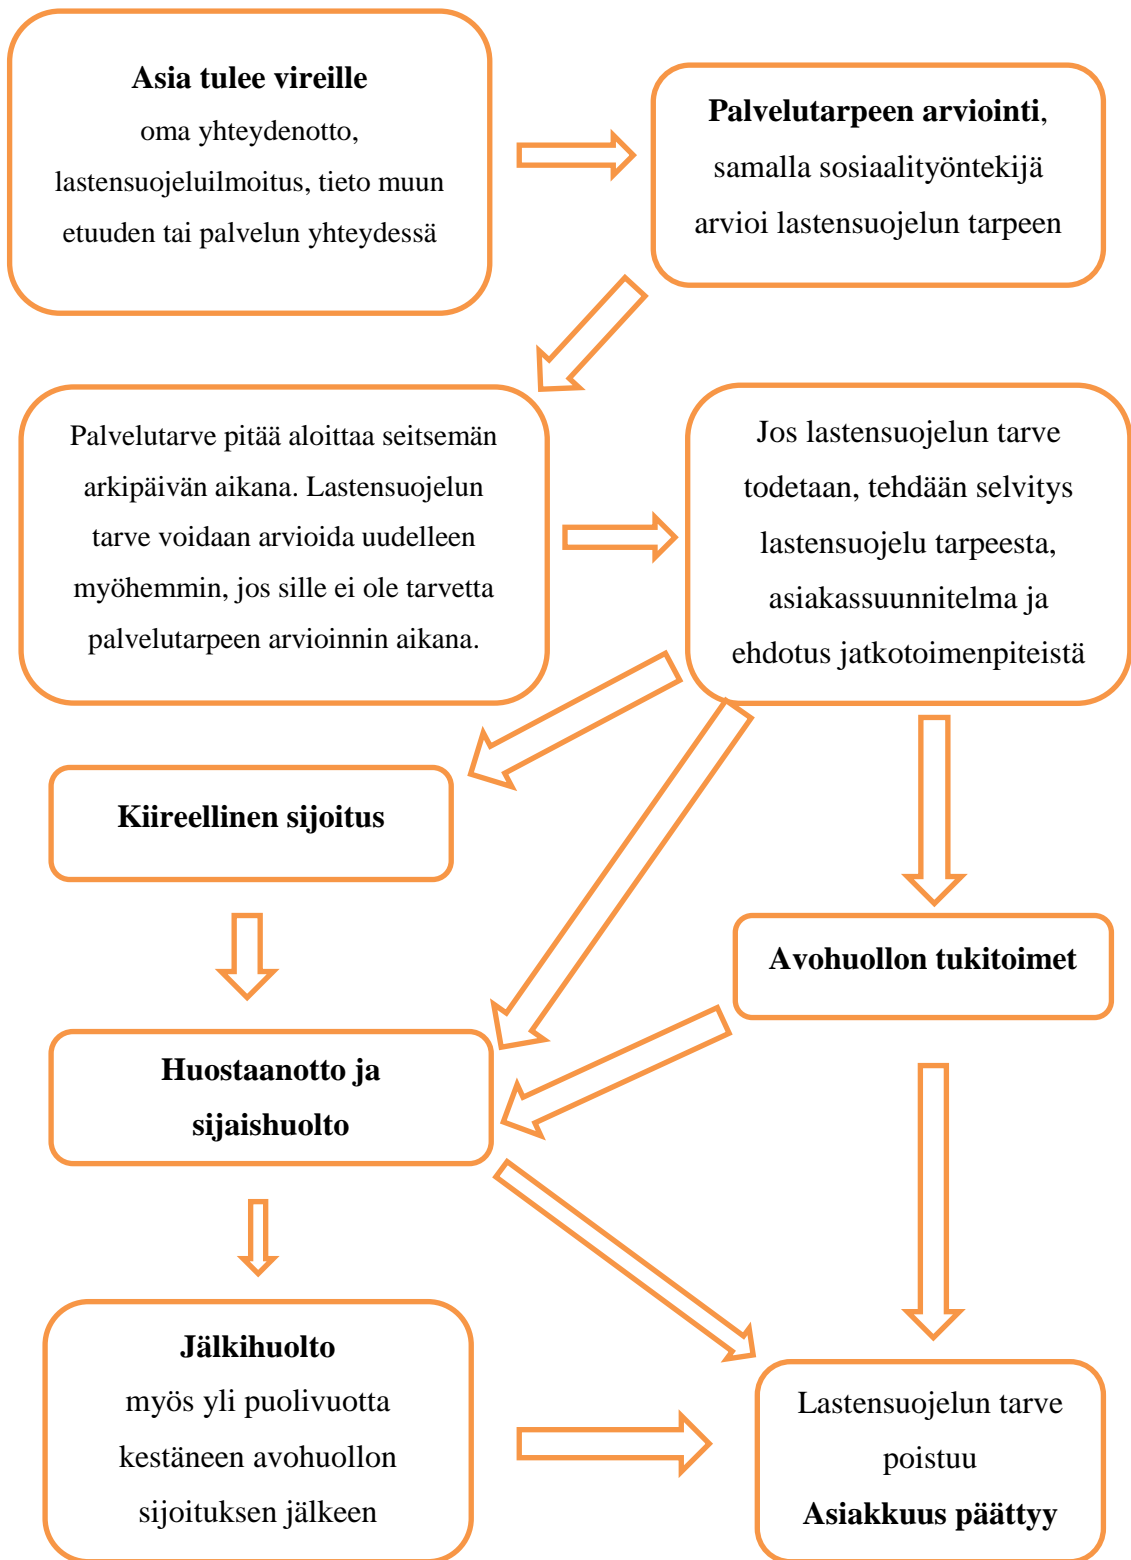 Asia tulee vireille
oma yhteydenotto,
lastensuojeluilmoitus, tieto muun
etuuden tai palvelun yhteydessä
Palvelutarpeen arviointi,
samalla sosiaalityöntekijä
arvioi lastensuojelun tarpeen
Palvelutarve pitää aloittaa seitsemän
arkipäivän aikana. Lastensuojelun
tarve voidaan arvioida uudelleen
myöhemmin, jos sille ei ole tarvetta
palvelutarpeen arvioinnin aikana.
Jos lastensuojelun tarve
todetaan, tehdään selvitys
lastensuojelu tarpeesta,
asiakassuunnitelma ja
ehdotus jatkotoimenpiteistä
Kiireellinen sijoitus
Avohuollon tukitoimet
Huostaanotto ja
sijaishuolto
Jälkihuolto
myös yli puolivuotta
kestäneen avohuollon
sijoituksen jälkeen
Lastensuojelun tarve
poistuu
Asiakkuus päättyy